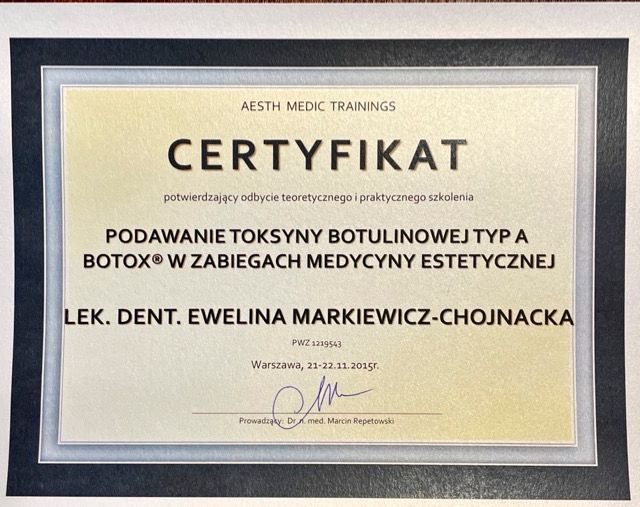 AESTH MEDIC TRAININGS
CERTYFIKAT
potwierdzający odbycie teoretycznego i praktycznego szkolenia
PODAWANIE TOKSYNY BOTULINOWEJ TYP A
BOTOX® W ZABIEGACH MEDYCYNY ESTETYCZNEJ
LEK. DENT. EWELINA MARKIEWICZ-CHOJNACKA
PWZ 1219543
Warszawa, 21-22.11.2015r.
Prowadzący: Dr n. med. Marcin Repetowski